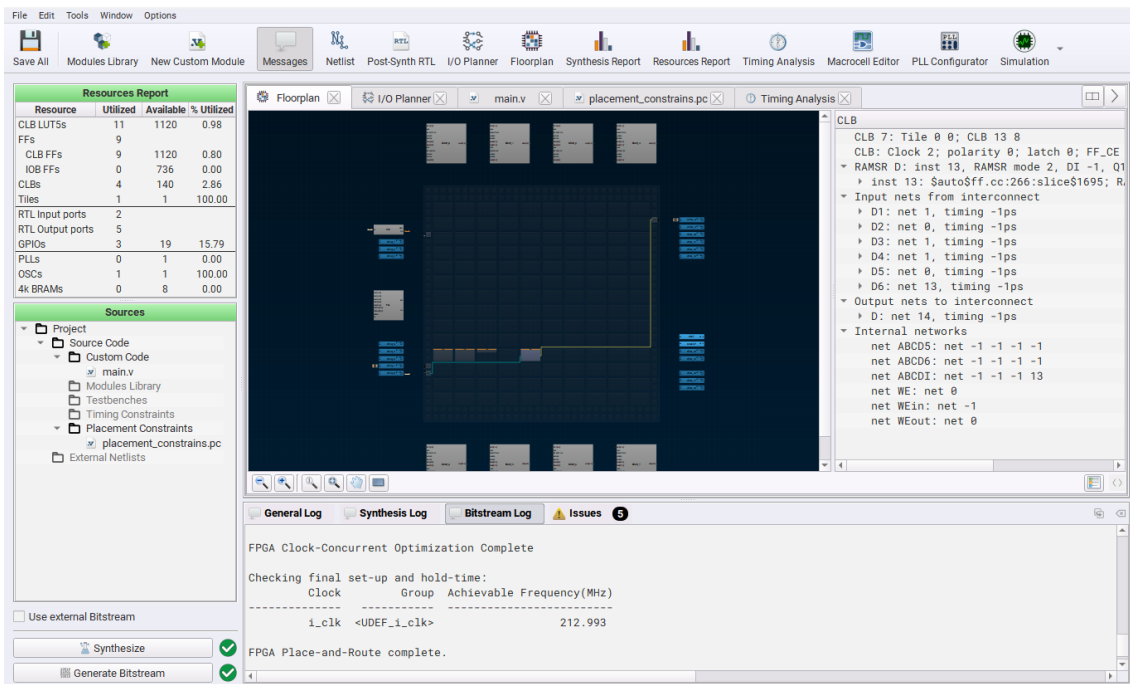 File Edit Tools Window Options
Save All Modules Library New Custom Module Messages Netlist Post-Synth RTL I/O Planner Floorplan Synthesis Report Resources Report Timing Analysis Macrocell Editor PLL Configurator Simulation
Resources Report
Resource Utilized Available % Utilized
CLB LUT5s 11 1120 0.98
FFs 9
CLB FFs 9 1120 0.80
IOB FFs 0 736 0.00
CLBs 4 140 2.86
Tiles 1 1 100.00
RTL Input ports 2
RTL Output ports 5
GPIOs 3 19 15.79
PLLs 0 1 0.00
OSCs 1 1 100.00
4k BRAMs 0 8 0.00
Sources
Project
Source Code
Custom Code
main.v
Modules Library
Testbenches
Timing Constraints
Placement Constraints
placement_constrains.pc
External Netlists
Use external Bitstream
Synthesize
Generate Bitstream
Floorplan I/O Planner main.v placement_constrains.pc Timing Analysis
CLB
CLB 7: Tile 0 0; CLB 13 8
CLB: Clock 2; polarity 0; latch 0; FF_CE
RAMSR D: inst 13, RAMSR mode 2, DI -1, Q1
inst 13: $auto$ff.cc:266:slice$1695; R
Input nets from interconnect
D1: net 1, timing -1ps
D2: net 0, timing -1ps
D3: net 1, timing -1ps
D4: net 1, timing -1ps
D5: net 0, timing -1ps
D6: net 13, timing -1ps
Output nets to interconnect
D: net 14, timing -1ps
Internal networks
net ABCD5: net -1 -1 -1 -1
net ABCD6: net -1 -1 -1 -1
net ABCDI: net -1 -1 -1 13
net WE: net 0
net WEin: net -1
net WEout: net 0
General Log Synthesis Log Bitstream Log Issues 5
FPGA Clock-Concurrent Optimization Complete
Checking final set-up and hold-time:
Clock Group Achievable Frequency(MHz)
-------------- ----------- -------------------------
i_clk <UDEF_i_clk> 212.993
FPGA Place-and-Route complete.